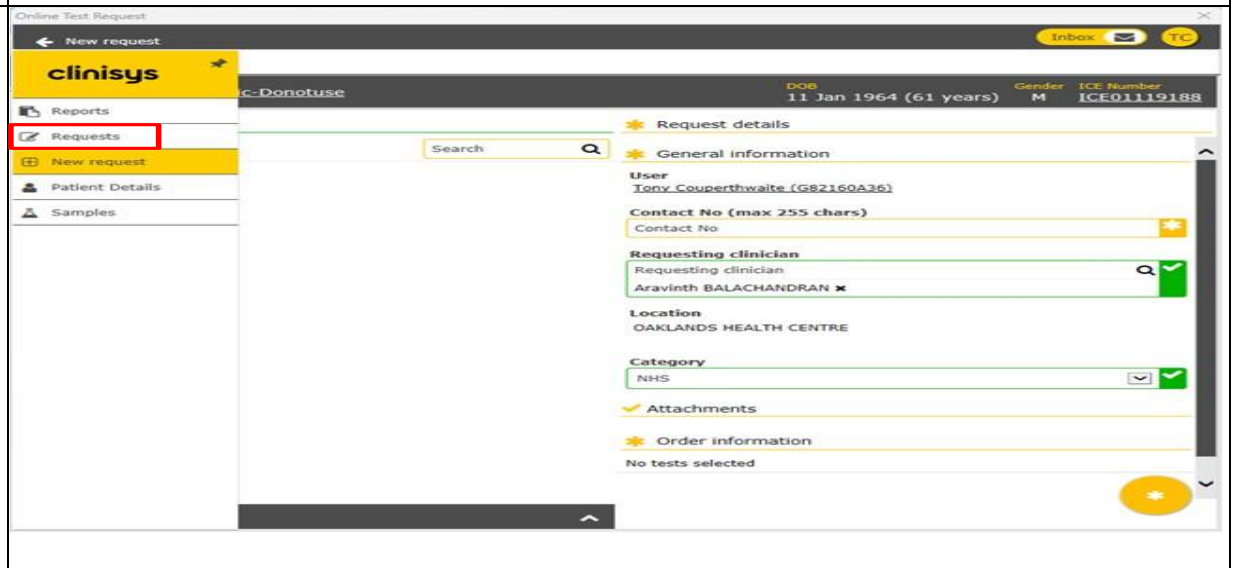 Online Test Request
New request
Inbox
TC
clinisys
ic-Donotuse
DOB
11 Jan 1964 (61 years)
Gender
M
ICE Number
ICE01119188
Reports
Requests
New request
Patient Details
Samples
Search
Request details
General information
User
Tony Couperthwaite (G82160A36)
Contact No (max 255 chars)
Contact No
Requesting clinician
Requesting clinician
Aravinth BALACHANDRAN
Location
OAKLANDS HEALTH CENTRE
Category
NHS
Attachments
Order information
No tests selected